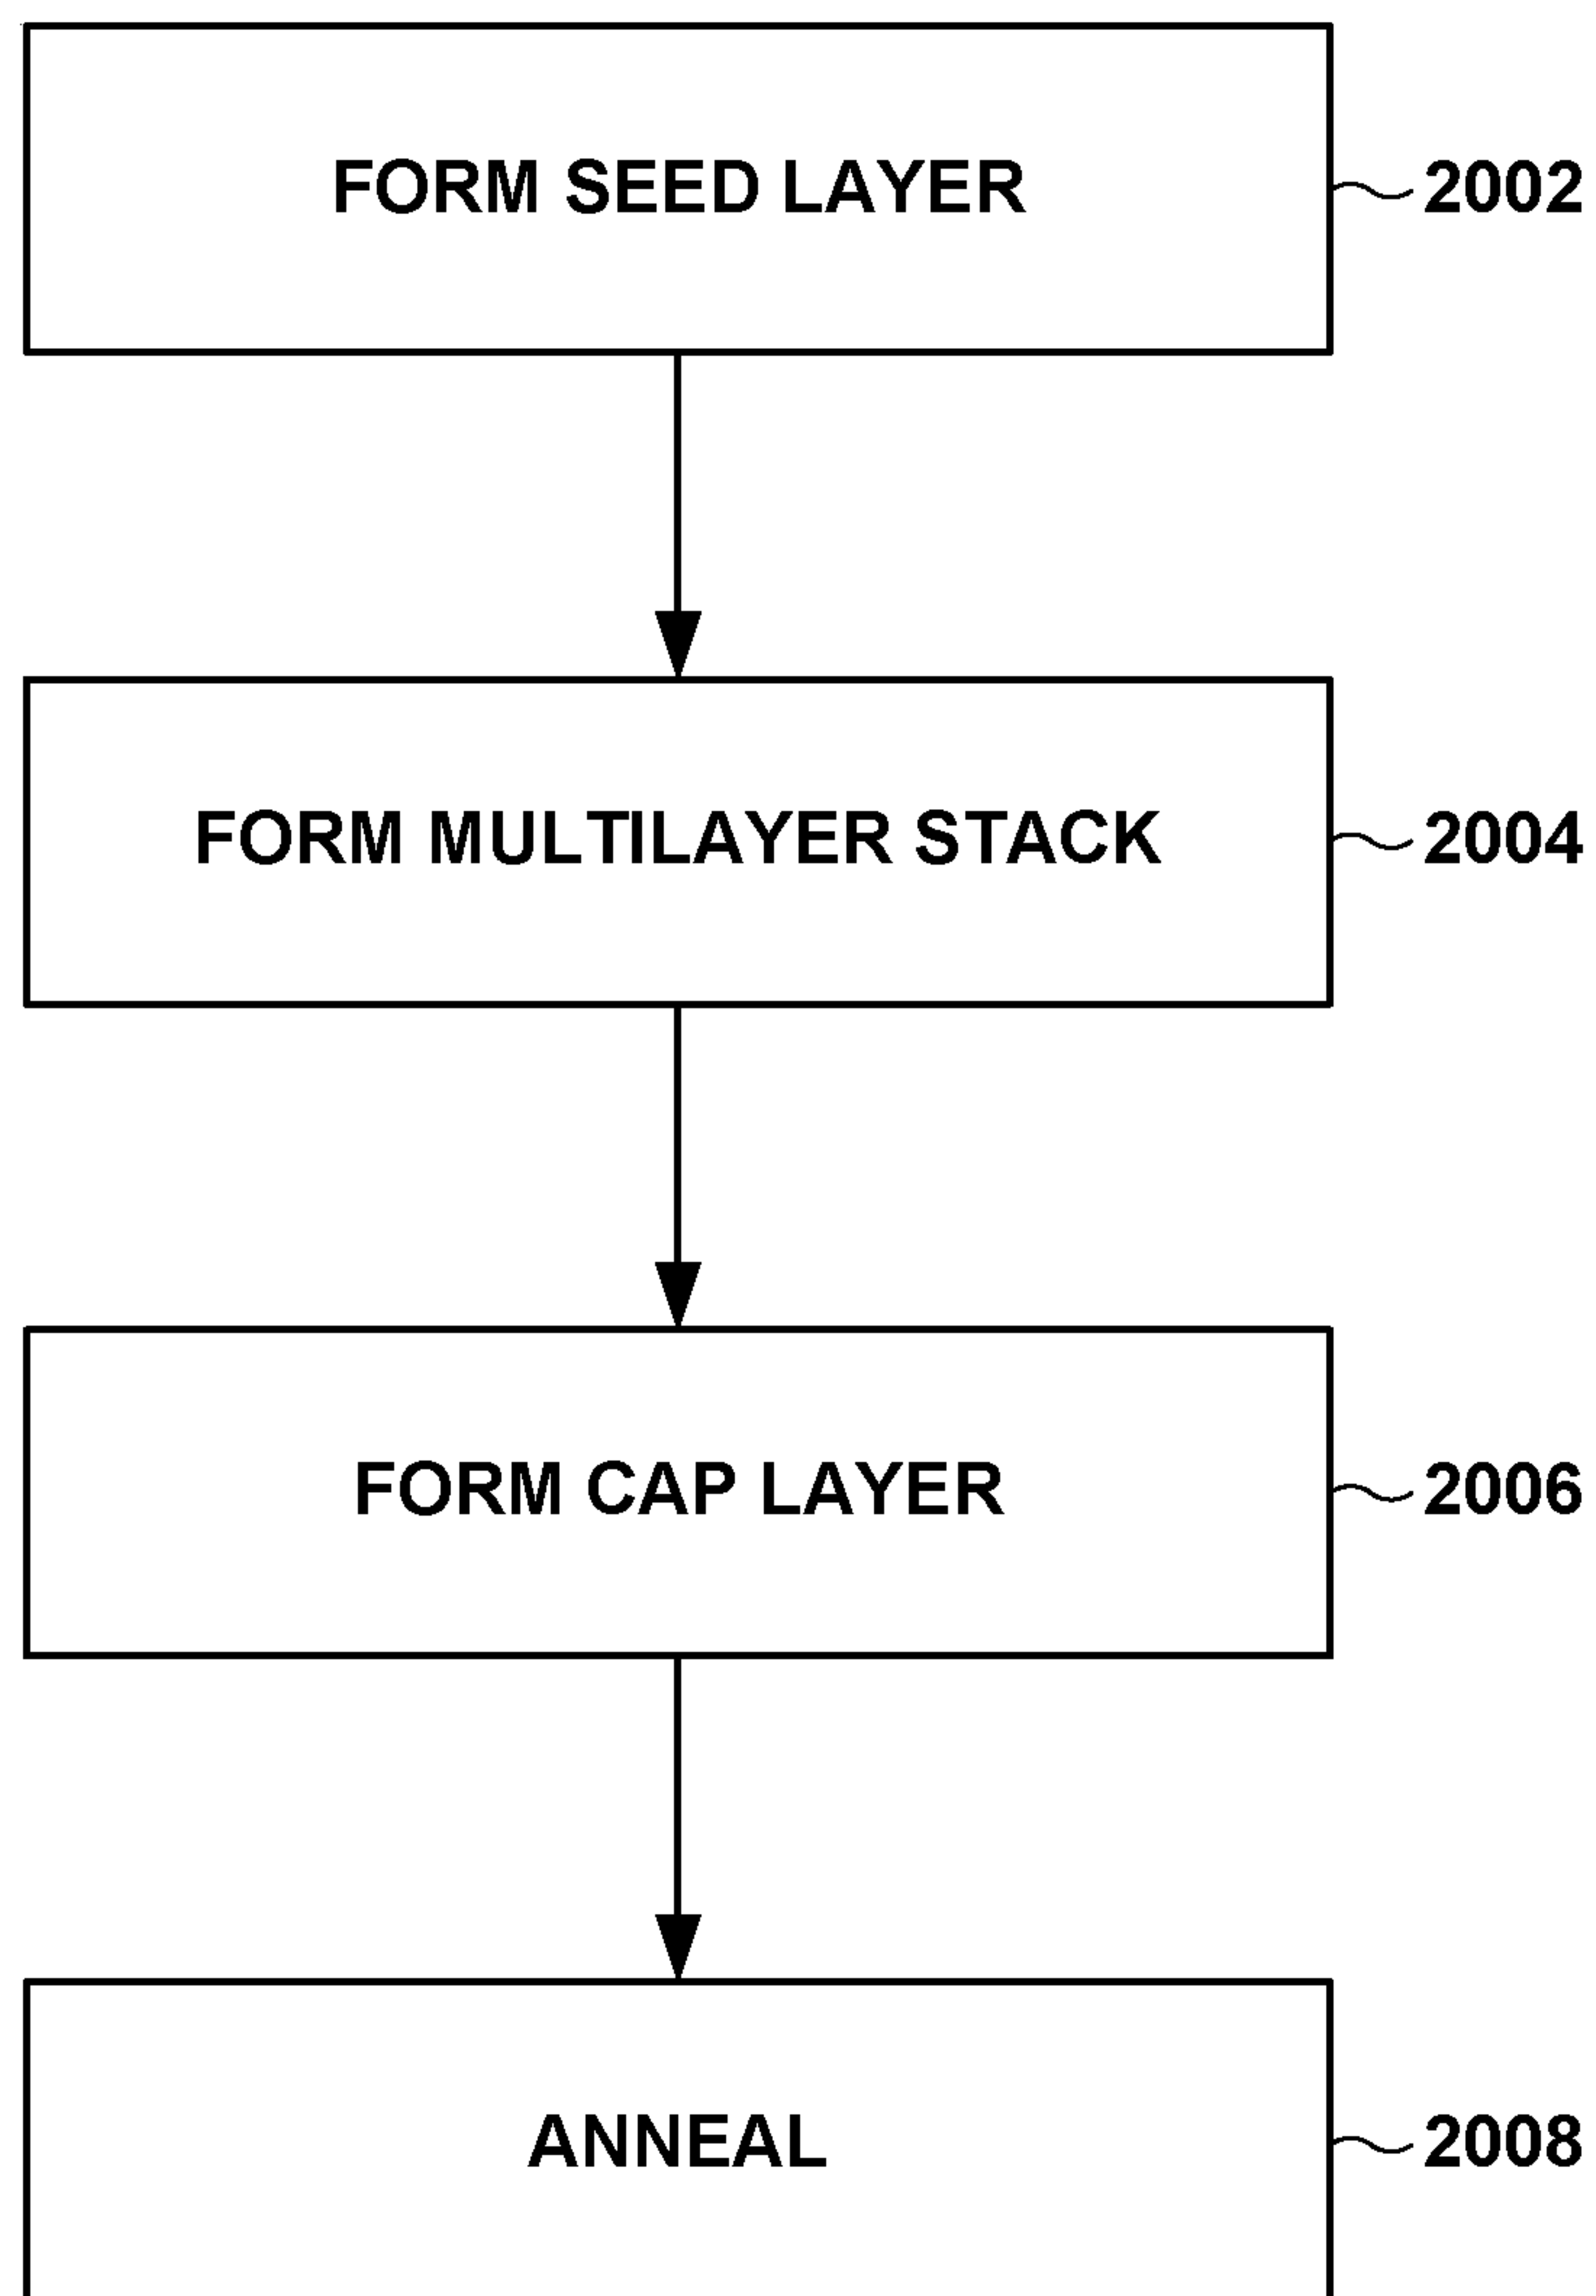 FORM SEED LAYER
2002
FORM MULTILAYER STACK
2004
FORM CAP LAYER
2006
ANNEAL
2008